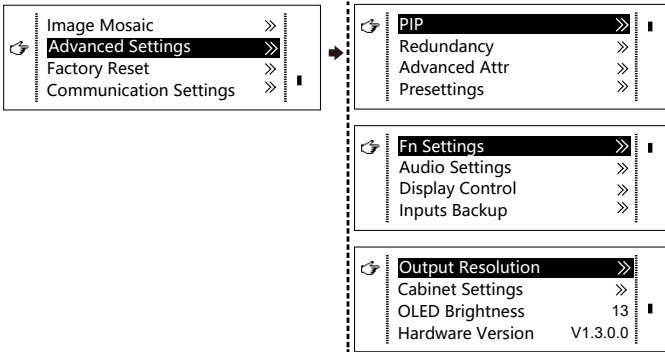 Image Mosaic
Advanced Settings
Factory Reset
Communication Settings
PIP
Redundancy
Advanced Attr
Presettings
Fn Settings
Audio Settings
Display Control
Inputs Backup
Output Resolution
Cabinet Settings
OLED Brightness 13
Hardware Version V1.3.0.0